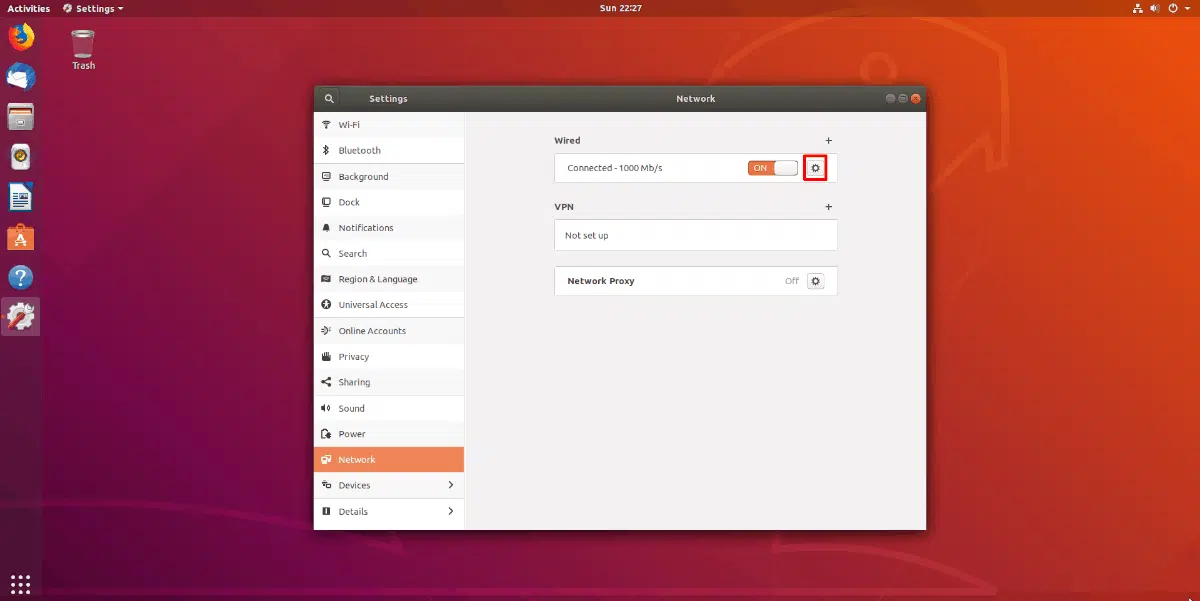 Activities
Settings
Sun 22:27
Trash
Settings
Network
Wi-Fi
Bluetooth
Background
Dock
Notifications
Search
Region & Language
Universal Access
Online Accounts
Privacy
Sharing
Sound
Power
Network
Devices
Details
Wired
Connected - 1000 Mb/s
ON
VPN
Not set up
Network Proxy
Off